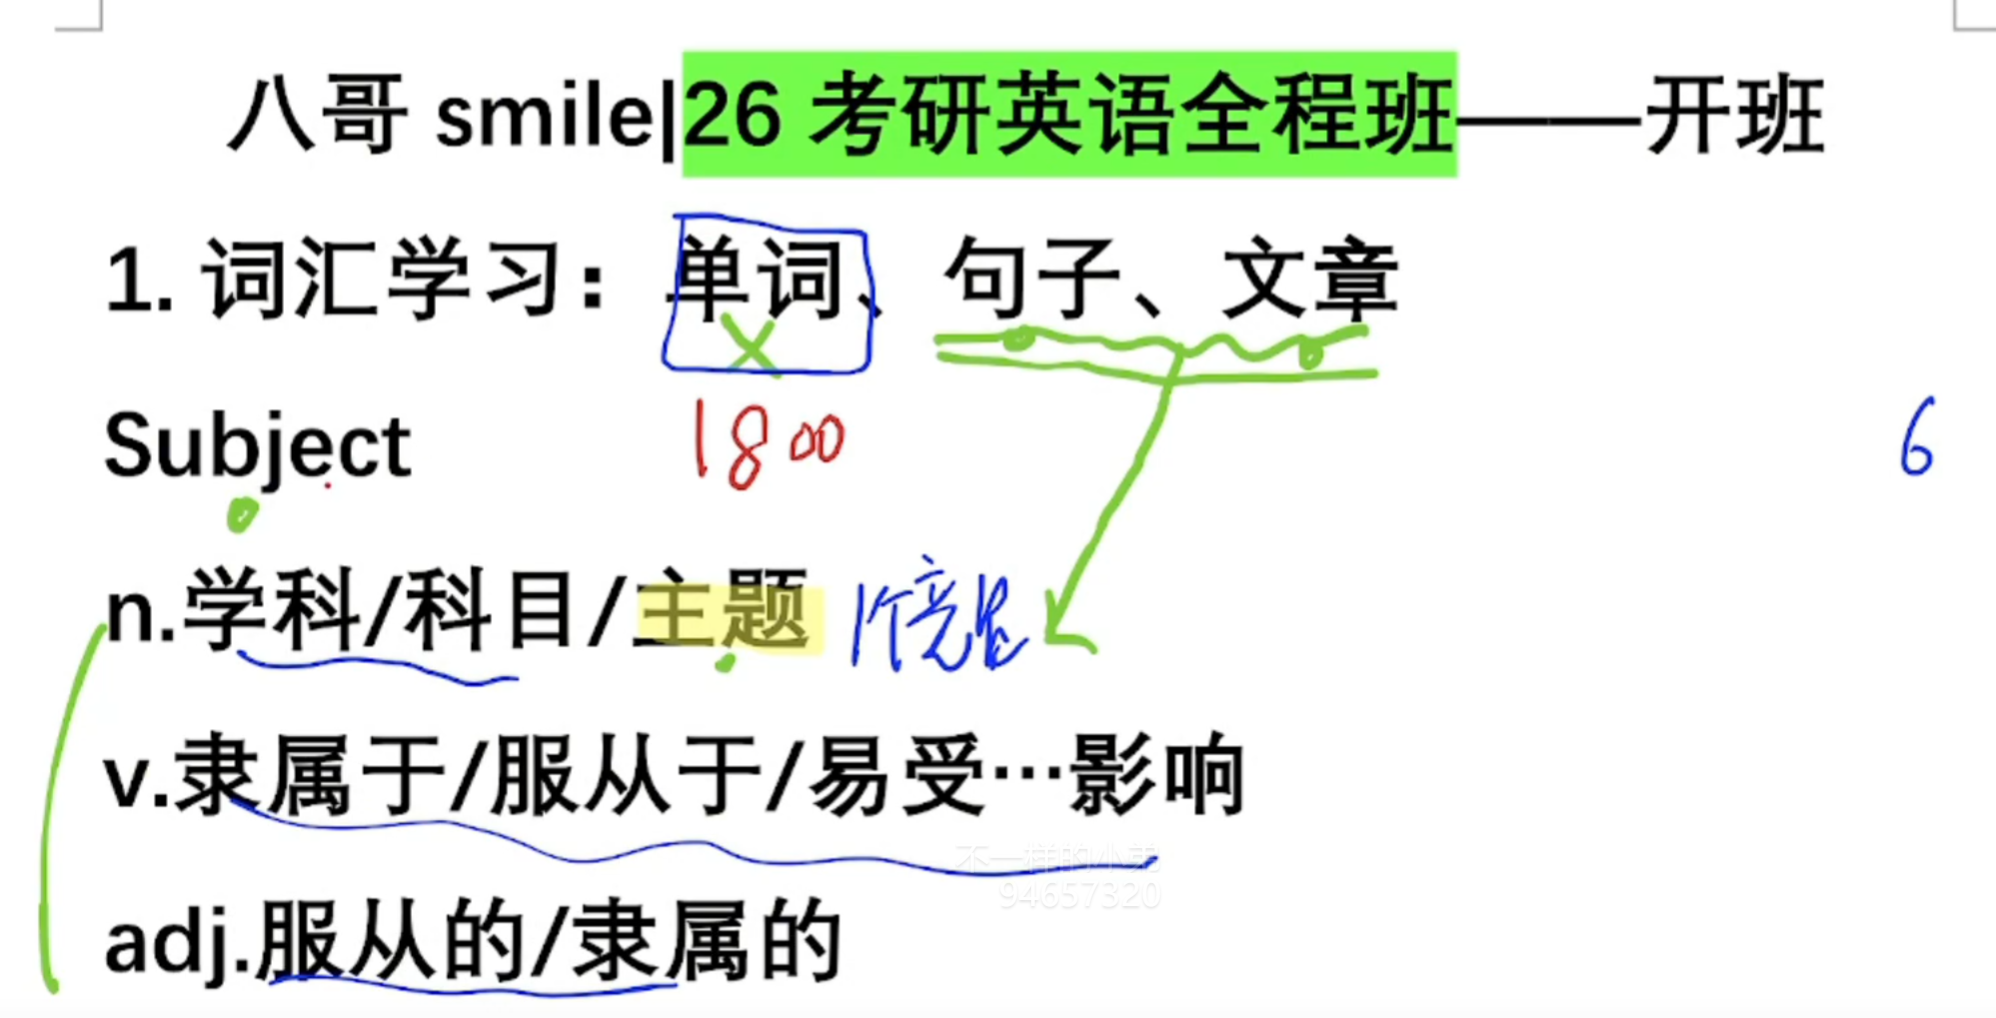 八哥 smile|26 考研英语全程班——开班
1. 词汇学习：单词、 句子、文章
Subject
1800
6
n.学科/科目/主题
v.隶属于/服从于/易受…影响
不一样的小弟
94657320
adj.服从的/隶属的